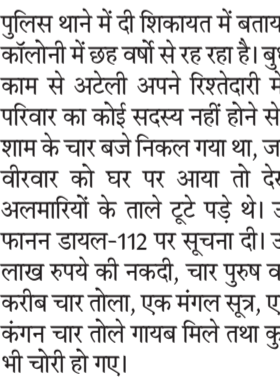 पुलिस थाने में दी शिकायत में बताय
कॉलोनी में छह वर्षो से रह रहा है। बु
काम से अटेली अपने रिश्तेदारी में
परिवार का कोई सदस्य नहीं होने से
शाम के चार बजे निकल गया था, ज
वीरवार को घर पर आया तो दे
अलमारियों के ताले टूटे पड़े थे।
फानन डायल-112 पर सूचना दी।
लाख रुपये की नकदी, चार पुरुष व
करीब चार तोला, एक मंगल सूत्र, ए
कंगन चार तोले गायब मिले तथा कु
भी चोरी हो गए।